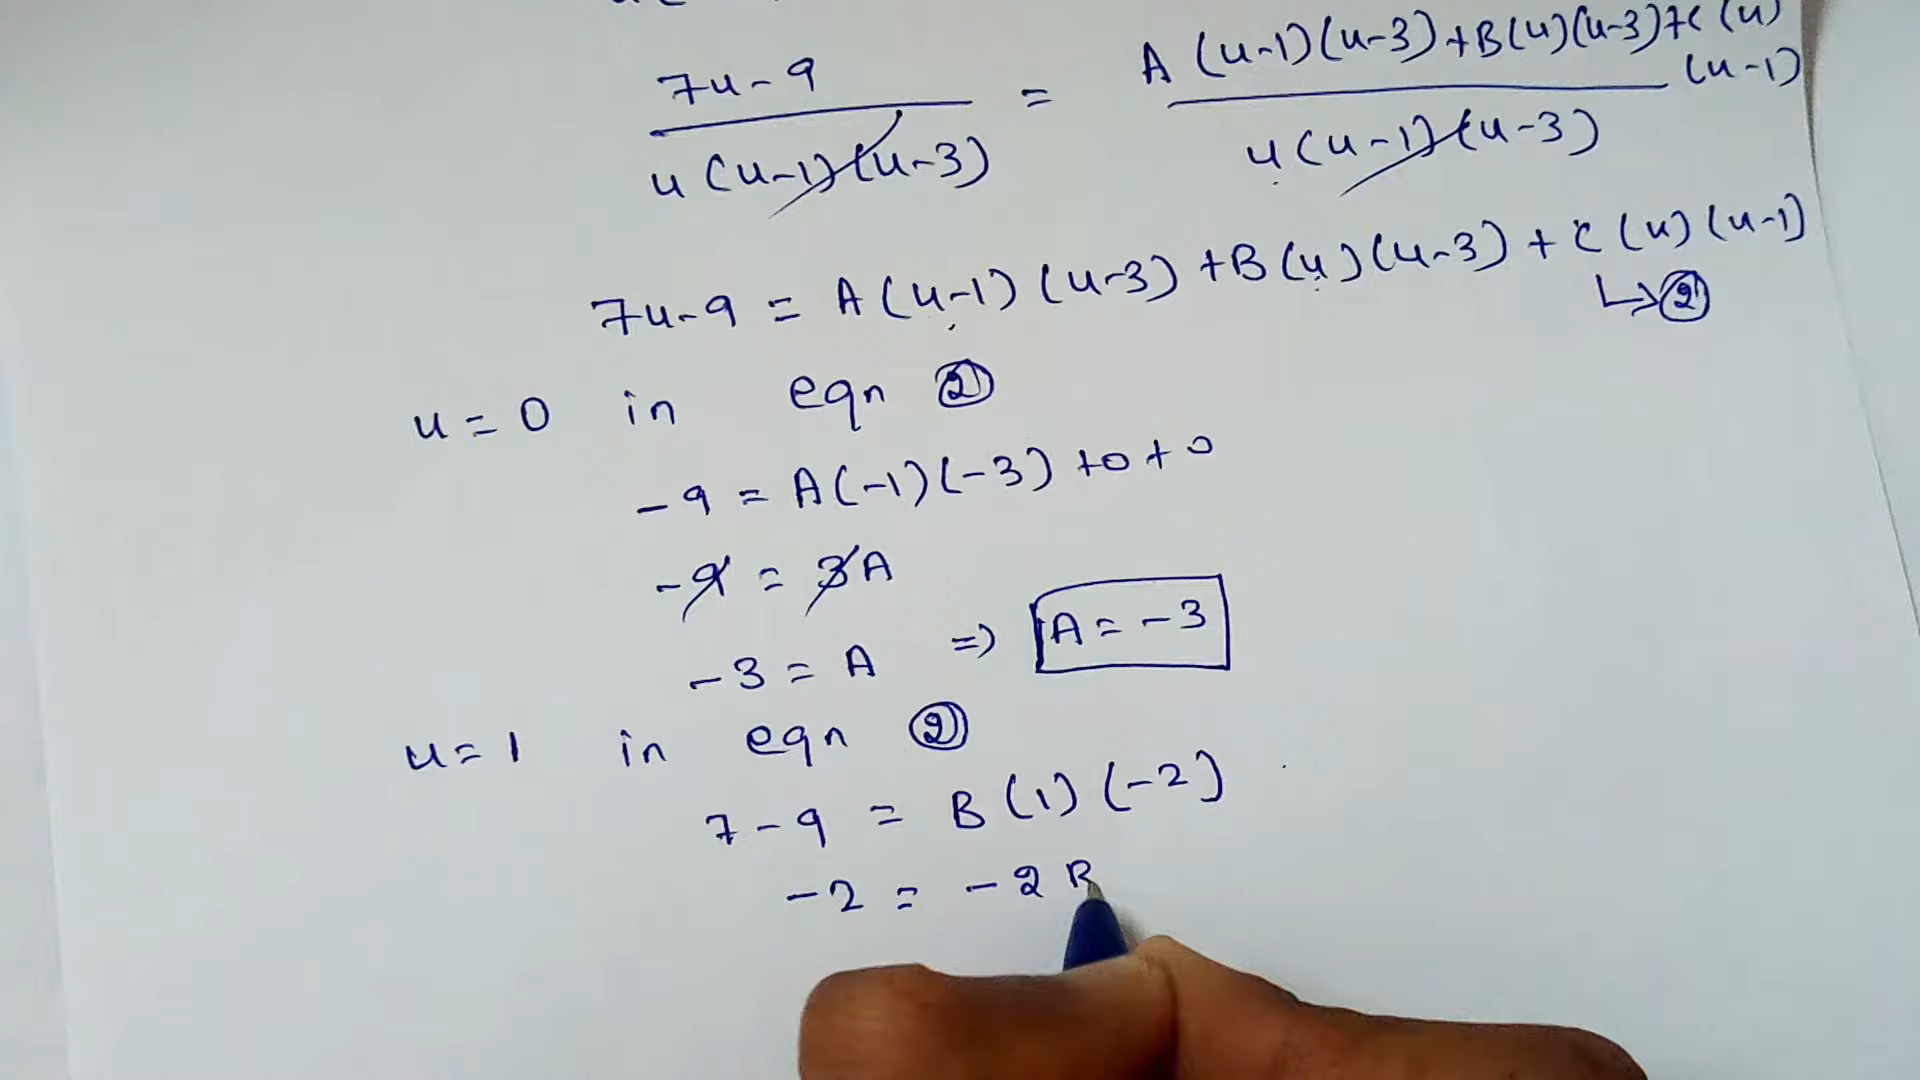 7u-9 / u(u-1)(u-3) = A(u-1)(u-3)+B(u)(u-3)+C(u)(u-1) / u(u-1)(u-3)
7u-9 = A(u-1)(u-3)+B(u)(u-3)+C(u)(u-1)
↳②
u=0 in eqn ②
-9 = A(-1)(-3)+0+0
-9 = 3A
-3 = A => A = -3
u=1 in eqn ②
7-9 = B(1)(-2)
-2 = -2B